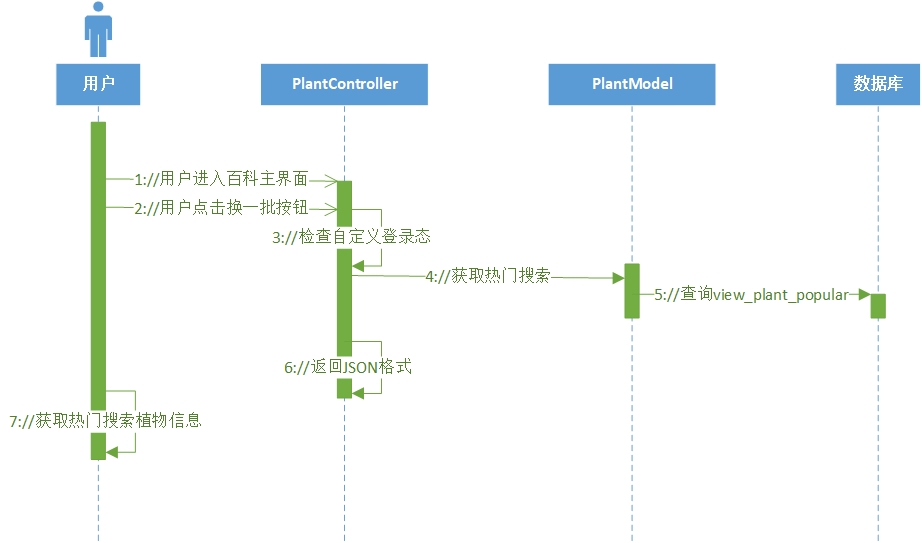 用户
PlantController
PlantModel
数据库
1://用户进入百科主界面
2://用户点击换一批按钮
3://检查自定义登录态
4://获取热门搜索
5://查询view_plant_popular
6://返回JSON格式
7://获取热门搜索植物信息